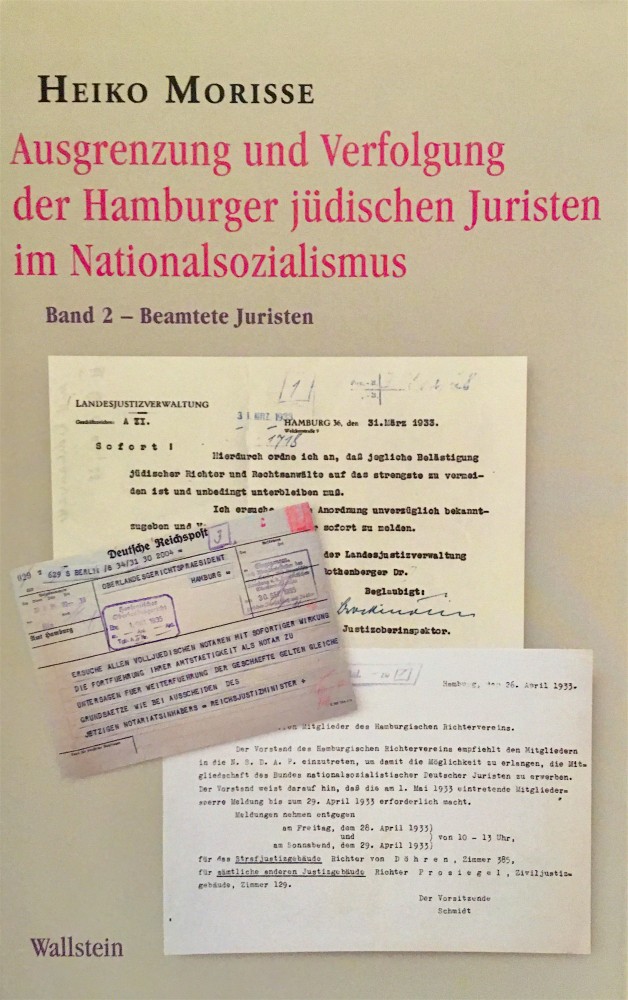 HEIKO MORISSE
Ausgrenzung und Verfolgung
der Hamburger jüdischen Juristen
im Nationalsozialismus
Band 2 – Beamtete Juristen
LANDESJUSTIZVERWALTUNG
A II.
HAMBURG 36, den 31.März 1933.
Sofort !
Hierdurch ordne ich an, daß jegliche Belästigung
jüdischer Richter und Rechtsanwälte auf das strengste zu vermei-
den ist und unbedingt unterbleiben muß.
Ich ersuche Anordnung unverzüglich bekannt-
zugeben und sofort zu melden.
der Landesjustizverwaltung
Rothenberger Dr.
Beglaubigt:
Justizoberinspektor.
Deutsche Reichspost
629 S BERLIN /8 34/31 30 2004 =
OBERLANDESGERICHTSPRAESIDENT
HAMBURG =
Amt Hamburg
ERSUCHE ALLEN VOLLJUEDISCHEN NOTAREN MIT SOFORTIGER WIRKUNG
DIE FORTFUEHRUNG IHRER AMTSTAETIGKEIT ALS NOTAR ZU
UNTERSAGEN FUER WEITERFUEHRUNG DER GESCHAEFTE GELTEN GLEICHE
GRUNDSAETZE WIE BEI AUSSCHEIDEN DES
JETZIGEN NOTARIATSINHABERS = REICHSJUSTIZMINISTER +
Hamburg, den 26. April 1933.
Mitglieder des Hamburgischen Richtervereins.
Der Vorstand des Hamburgischen Richtervereins empfiehlt den Mitgliedern
in die N. S. D. A. P. einzutreten, um damit die Möglichkeit zu erlangen, die Mit-
gliedschaft des Bundes nationalsozialistischer Deutscher Juristen zu erwerben.
Der Vorstand weist darauf hin, daß die am 1. Mai 1933 eintretende Mitglieder-
sperre Meldung bis zum 29. April 1933 erforderlich macht.
Meldungen nehmen entgegen
am Freitag, dem 28. April 1933)
und ) von 10 - 13 Uhr,
am Sonnabend, dem 29. April 1933)
für das Strafjustizgebäude Richter von Döhren, Zimmer 385,
für sämtliche anderen Justizgebäude Richter Prosiegel, Ziviljustiz-
gebäude, Zimmer 129.
Der Vorsitzende
Schmidt
Wallstein